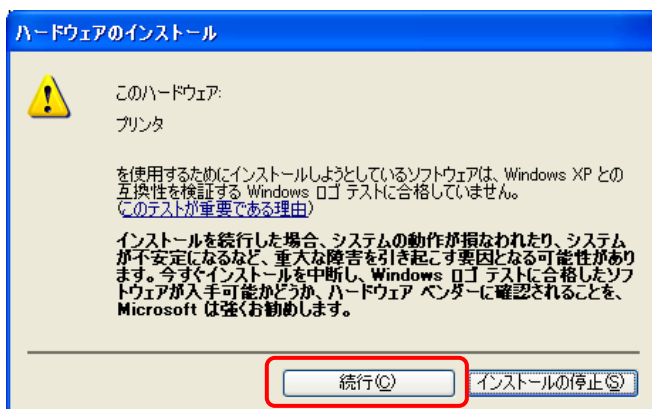 ハードウェアのインストール
このハードウェア:
プリンタ
を使用するためにインストールしようとしているソフトウェアは、Windows XP との
互換性を検証する Windows ロゴ テストに合格していません。
(このテストが重要である理由)
インストールを続行した場合、システムの動作が損なわれたり、システム
が不安定になるなど、重大な障害を引き起こす要因となる可能性があり
ます。今すぐインストールを中断し、Windows ロゴ テストに合格したソフ
トウェアが入手可能かどうか、ハードウェア ベンダーに確認されることを、
Microsoft は強くお勧めします。
続行(C) インストールの停止(S)